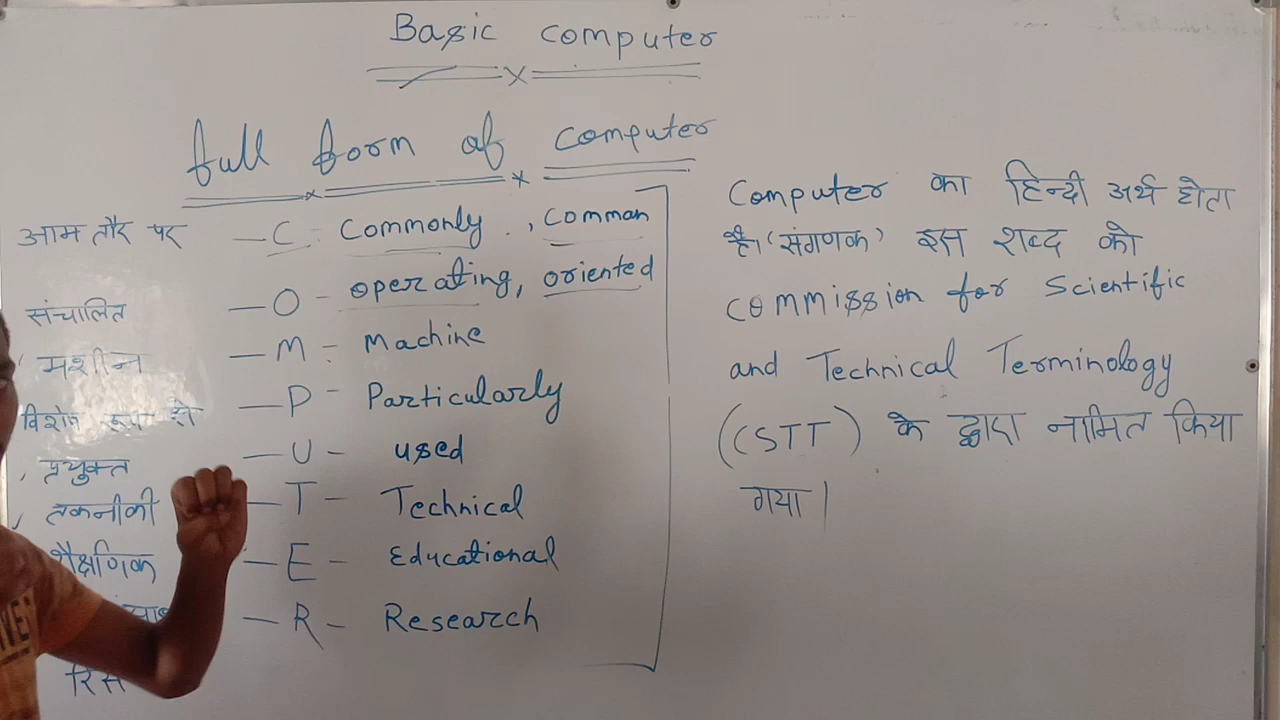 Basic computer
full form of computer
आम तौर पर — C - Commonly , comman
संचालित — O - operating, oriented
मशीन — M - Machine
विशेष रूप से — P - Particularly
प्रयुक्त — U - used
तकनीकी — T - Technical
शैक्षणिक — E - Educational
— R - Research
Computer का हिन्दी अर्थ होता
है। (संगणक) इस शब्द को
commission for Scientific
and Technical Terminology
(CSTT) के द्वारा नामित किया
गया।